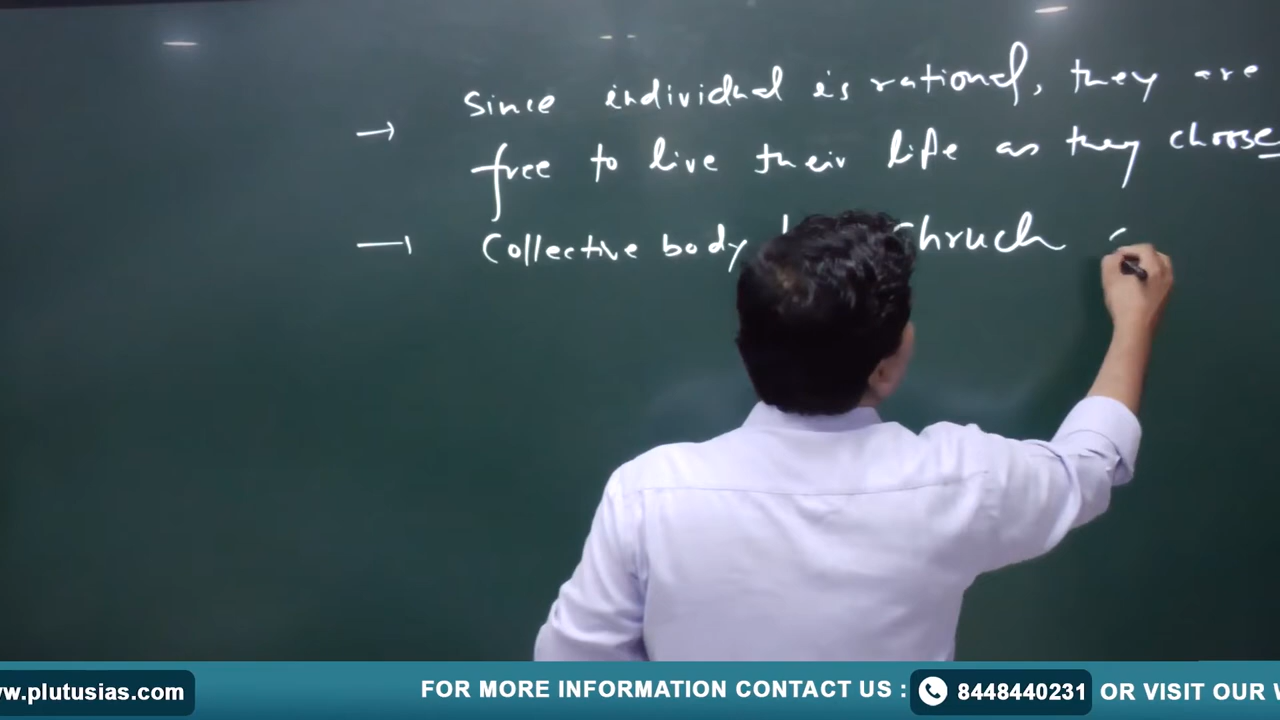 → Since individual is rational, they are
free to live their life as they choose
→ Collective body Chruch
www.plutusias.com FOR MORE INFORMATION CONTACT US : 8448440231 OR VISIT OUR